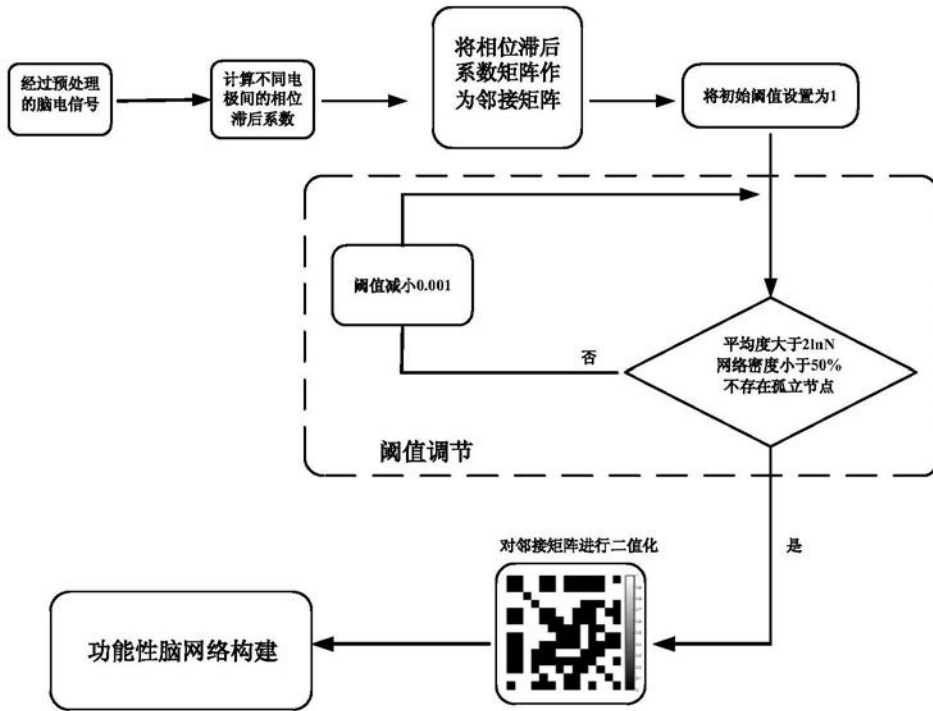 经过预处理
的脑电信号
计算不同电
极间的相位
滞后系数
将相位滞后
系数矩阵作
为邻接矩阵
将初始阈值设置为1
阈值减小0.001
平均度大于2lnN
网络密度小于50%
不存在孤立节点
否
阈值调节
是
对邻接矩阵进行二值化
功能性脑网络构建